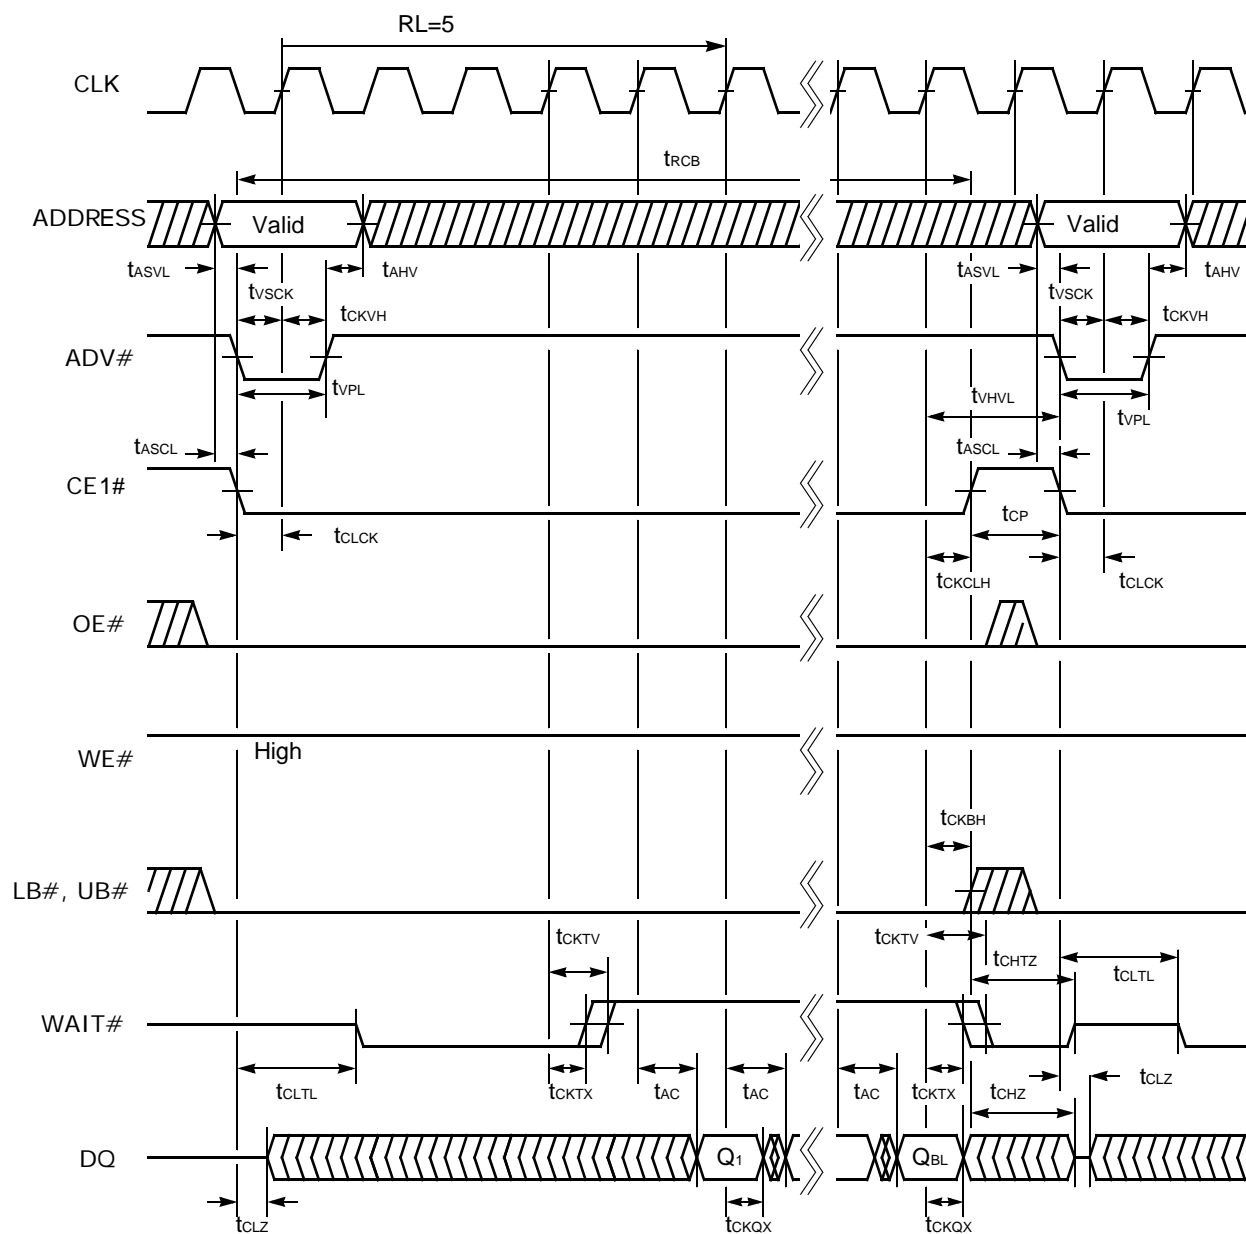 RL=5
CLK
tRCB
ADDRESS
Valid
Valid
tASVL
tAHV
tASVL
tAHV
tVSCK
tVSCK
tCKVH
tCKVH
ADV#
tVPL
tVHVL
tVPL
tASCL
tASCL
CE1#
tCP
tCLCK
tCKCLH
tCLCK
OE#
WE#
High
tCKBH
LB#, UB#
tCKTV
tCKTV
tCHTZ
tCLTL
WAIT#
tCLTL
tCKTX
tAC
tAC
tAC
tCKTX
tCHZ
tCLZ
DQ
Q1
QBL
tCLZ
tCKQX
tCKQX